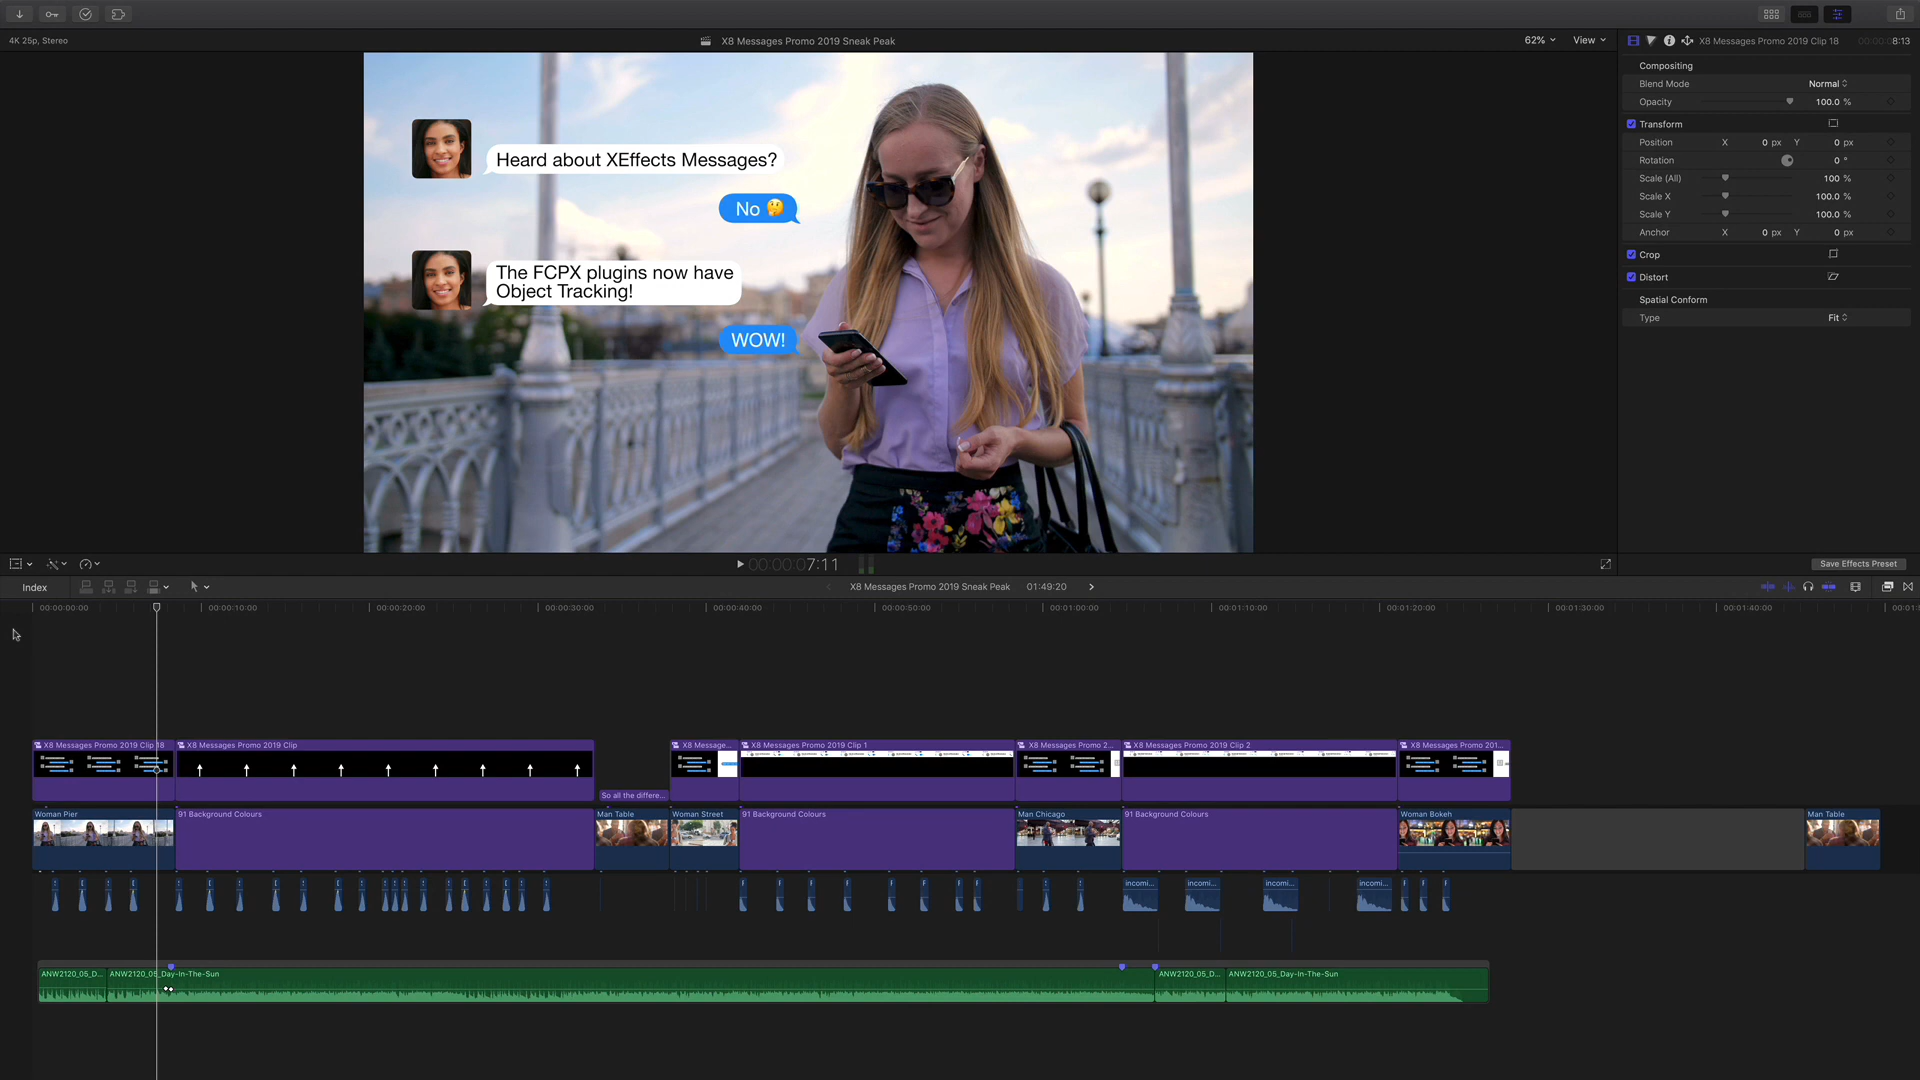 4K 25p, Stereo
X8 Messages Promo 2019 Sneak Peak
62%
View
X8 Messages Promo 2019 Clip 18
8:13
Heard about XEffects Messages?
No 🤔
The FCPX plugins now have
Object Tracking!
WOW!
Compositing
Blend Mode Normal
Opacity 100.0 %
Transform
Position X 0 px Y 0 px
Rotation 0 °
Scale (All) 100 %
Scale X 100.0 %
Scale Y 100.0 %
Anchor X 0 px Y 0 px
Crop
Distort
Spatial Conform
Type Fit
00:00:07:11
Save Effects Preset
Index
X8 Messages Promo 2019 Sneak Peak 01:49:20
00:00:00:00 00:00:10:00 00:00:20:00 00:00:30:00 00:00:40:00 00:00:50:00 00:01:00:00 00:01:10:00 00:01:20:00 00:01:30:00 00:01:40:00
X8 Messages Promo 2019 Clip 18 X8 Messages Promo 2019 Clip X8 Message... X8 Messages Promo 2019 Clip 1 X8 Messages Promo 2... X8 Messages Promo 2019 Clip 2 X8 Messages Promo 201...
So all the differe...
Woman Pier 91 Background Colours Man Table Woman Street 91 Background Colours Man Chicago 91 Background Colours Woman Bokeh Man Table
incomi... incomi... incomi... incomi...
ANW2120_05_D... ANW2120_05_Day-In-The-Sun ANW2120_05_D... ANW2120_05_Day-In-The-Sun